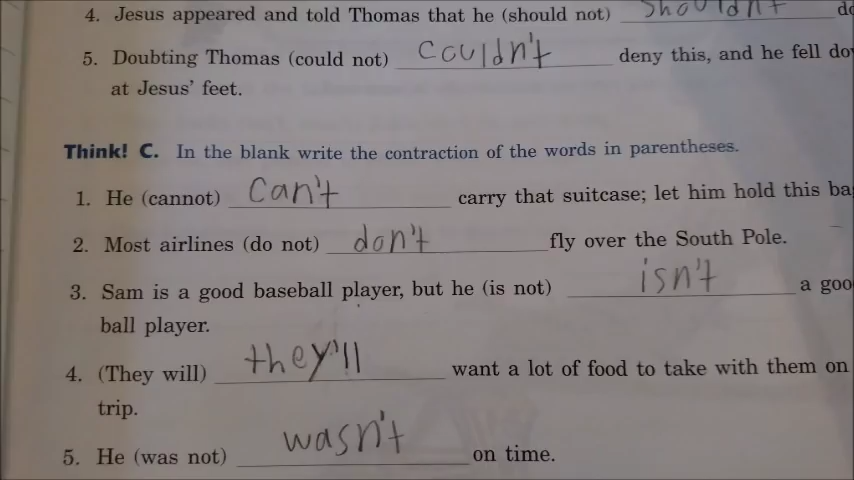 4. Jesus appeared and told Thomas that he (should not) shouldn't
5. Doubting Thomas (could not) couldn't deny this, and he fell
at Jesus' feet.
Think! C. In the blank write the contraction of the words in parentheses.
1. He (cannot) can't carry that suitcase; let him hold this
2. Most airlines (do not) don't fly over the South Pole.
3. Sam is a good baseball player, but he (is not) isn't a
ball player.
4. (They will) they'll want a lot of food to take with them on
trip.
5. He (was not) wasn't on time.